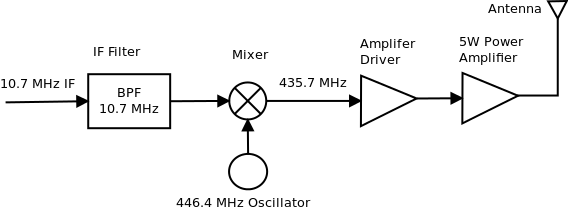 Antenna
IF Filter
Mixer
Amplifer
Driver
5W Power
Amplifier
10.7 MHz IF
BPF
10.7 MHz
435.7 MHz
446.4 MHz Oscillator